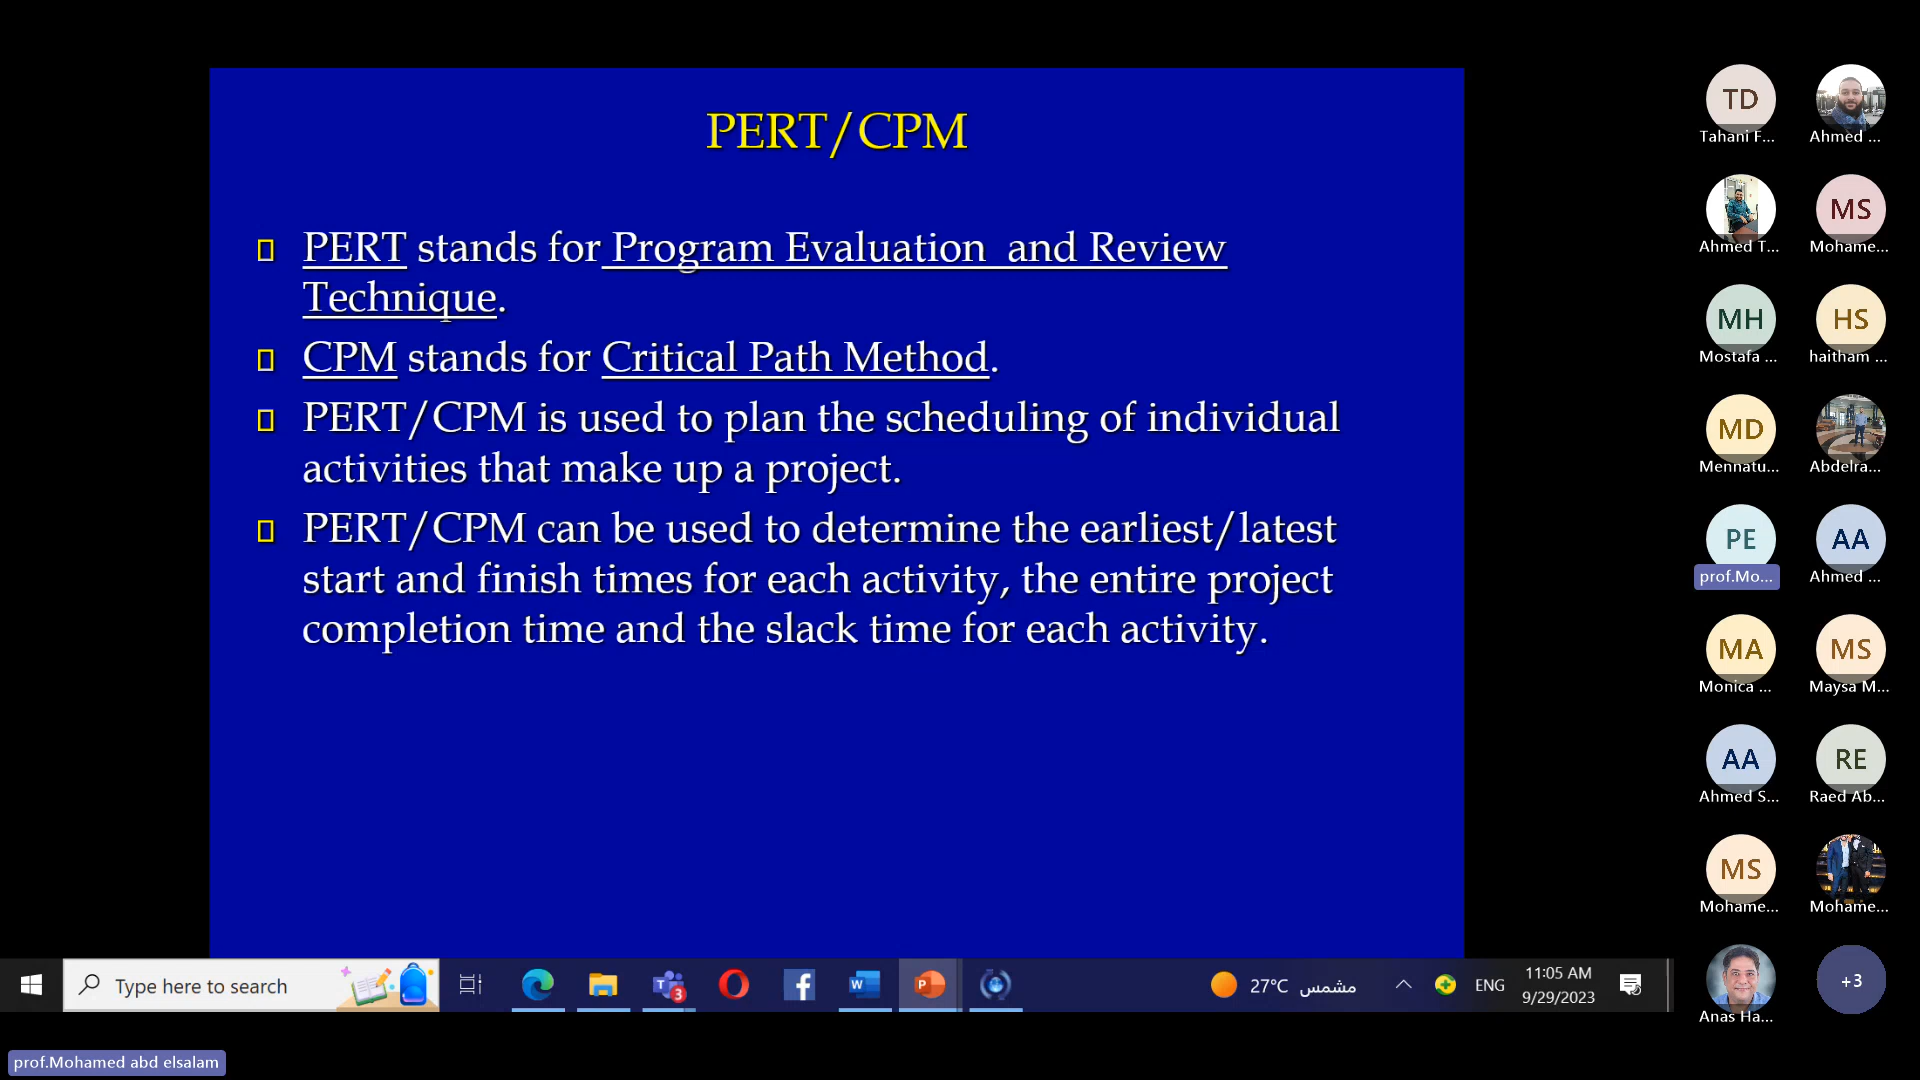 PERT/CPM
PERT stands for Program Evaluation and Review
Technique.
CPM stands for Critical Path Method.
PERT/CPM is used to plan the scheduling of individual
activities that make up a project.
PERT/CPM can be used to determine the earliest/latest
start and finish times for each activity, the entire project
completion time and the slack time for each activity.
TD
Tahani F...
Ahmed ...
Ahmed T...
MS
Mohame...
MH
Mostafa ...
HS
haitham ...
MD
Mennatu...
Abdelra...
PE
prof.Mo...
AA
Ahmed ...
MA
Monica ...
MS
Maysa M...
AA
Ahmed S...
RE
Raed Ab...
MS
Mohame...
Mohame...
Anas Ha...
+3
Type here to search
T
3
W
P
27°C مشمس
ENG
11:05 AM
9/29/2023
prof.Mohamed abd elsalam